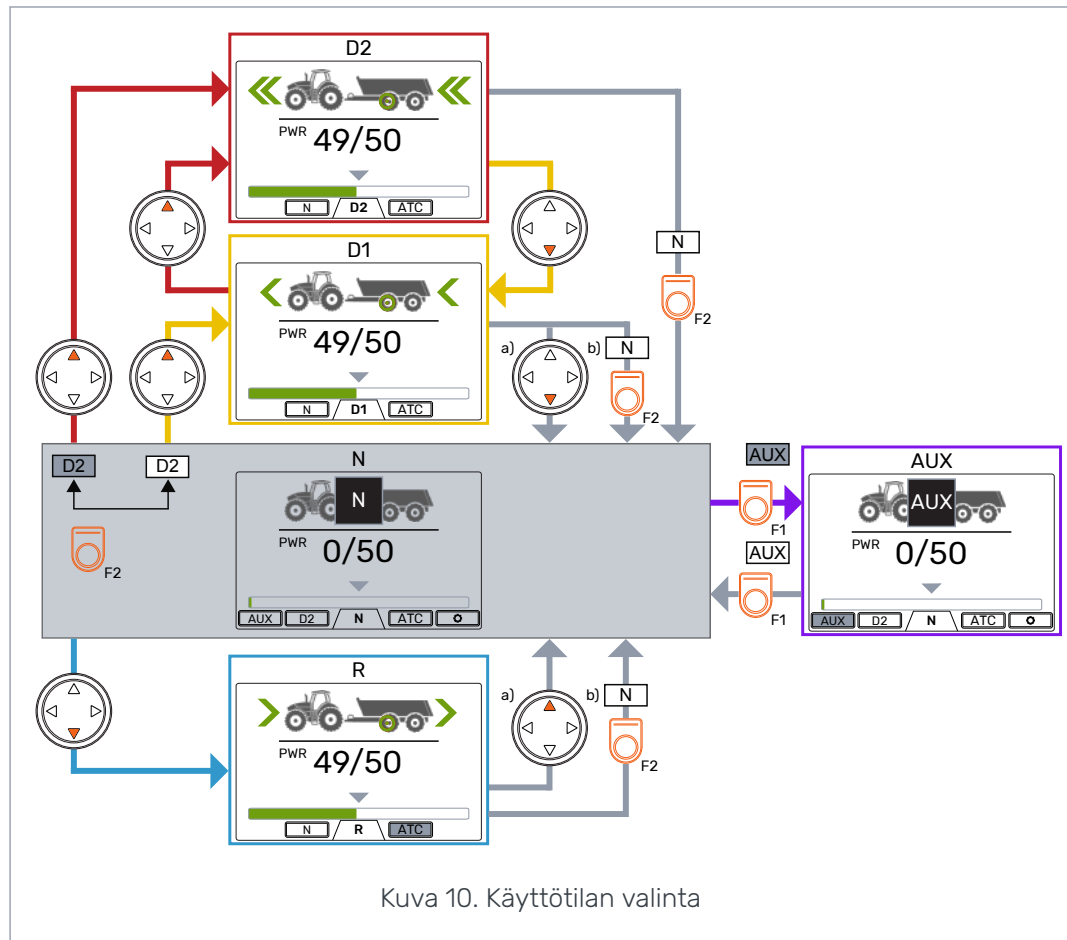 D2
PWR 49/50
N D2 ATC
D1
PWR 49/50
N D1 ATC
N
F2
a)
b) N
F2
D2
D2
F2
N
N
PWR 0/50
AUX D2 N ATC
AUX
F1
AUX
F1
AUX
AUX
PWR 0/50
AUX D2 N ATC
R
PWR 49/50
N R ATC
a)
b) N
F2
Kuva 10. Käyttötilan valinta